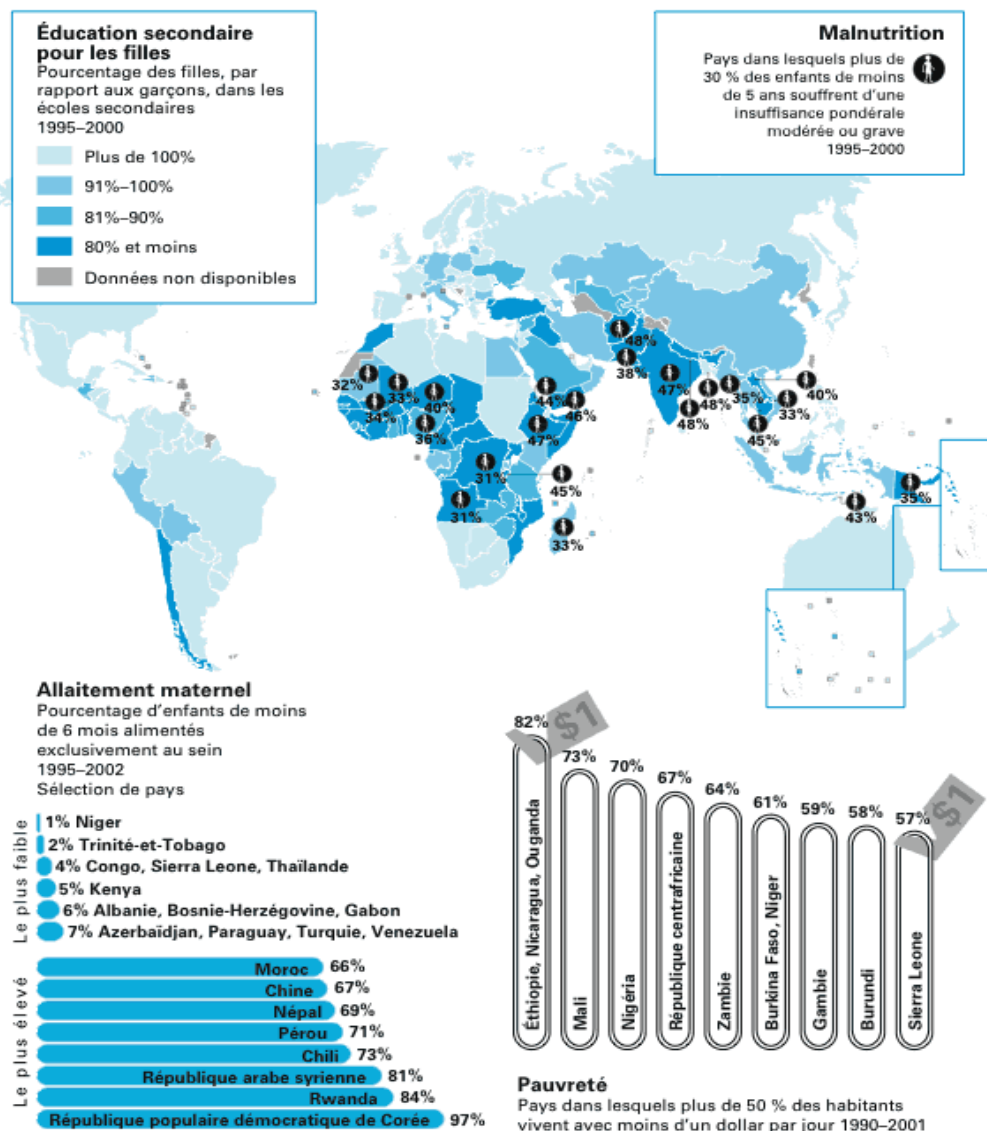 Éducation secondaire
pour les filles
Pourcentage des filles, par
rapport aux garçons, dans les
écoles secondaires
1995–2000
Plus de 100%
91%–100%
81%–90%
80% et moins
Données non disponibles
Malnutrition
Pays dans lesquels plus de
30 % des enfants de moins
de 5 ans souffrent d'une
insuffisance pondérale
modérée ou grave
1995–2000
48%
38%
32%
33%
34%
40%
36%
44%
46%
47%
31%
45%
31%
33%
47%
48%
48%
35%
40%
33%
45%
43%
35%
Allaitement maternel
Pourcentage d'enfants de moins
de 6 mois alimentés
exclusivement au sein
1995–2002
Sélection de pays
Le plus faible
1% Niger
2% Trinité-et-Tobago
4% Congo, Sierra Leone, Thaïlande
5% Kenya
6% Albanie, Bosnie-Herzégovine, Gabon
7% Azerbaïdjan, Paraguay, Turquie, Venezuela
Le plus élevé
Moroc 66%
Chine 67%
Népal 69%
Pérou 71%
Chili 73%
République arabe syrienne 81%
Rwanda 84%
République populaire démocratique de Corée 97%
$1
82%
Éthiopie, Nicaragua, Ouganda
73%
Mali
70%
Nigéria
67%
République centrafricaine
64%
Zambie
61%
Burkina Faso, Niger
59%
Gambie
58%
Burundi
57%
Sierra Leone
$1
Pauvreté
Pays dans lesquels plus de 50 % des habitants
vivent avec moins d'un dollar par jour 1990–2001